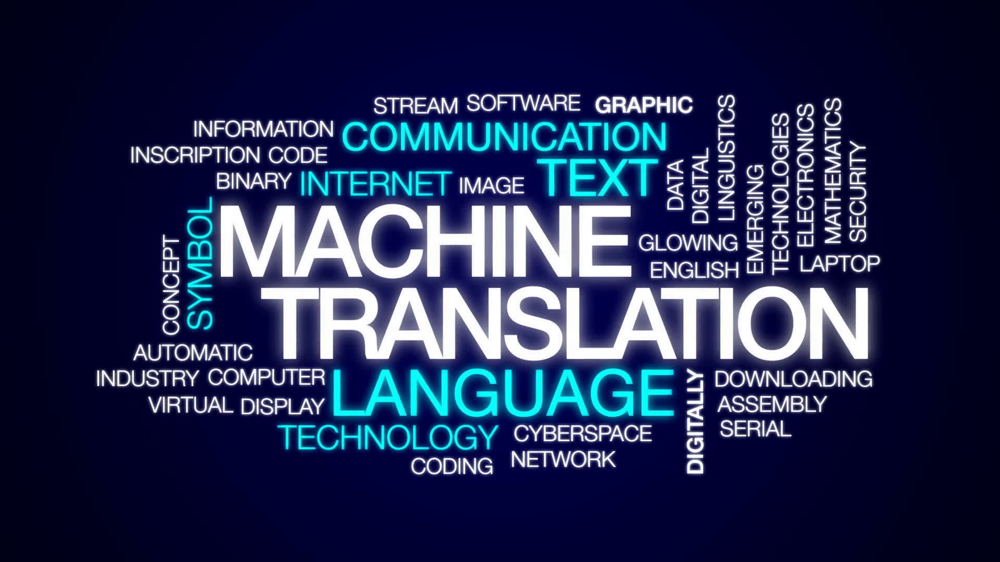 STREAM SOFTWARE GRAPHIC
INFORMATION COMMUNICATION
INSCRIPTION CODE
BINARY INTERNET IMAGE TEXT
DATA
DIGITAL
LINGUISTICS
EMERGING
TECHNOLOGIES
ELECTRONICS
MATHEMATICS
SECURITY
CONCEPT
SYMBOL
MACHINE
GLOWING
ENGLISH
LAPTOP
TRANSLATION
AUTOMATIC
INDUSTRY COMPUTER LANGUAGE
VIRTUAL DISPLAY
DIGITALLY
DOWNLOADING
ASSEMBLY
SERIAL
TECHNOLOGY CYBERSPACE
CODING NETWORK